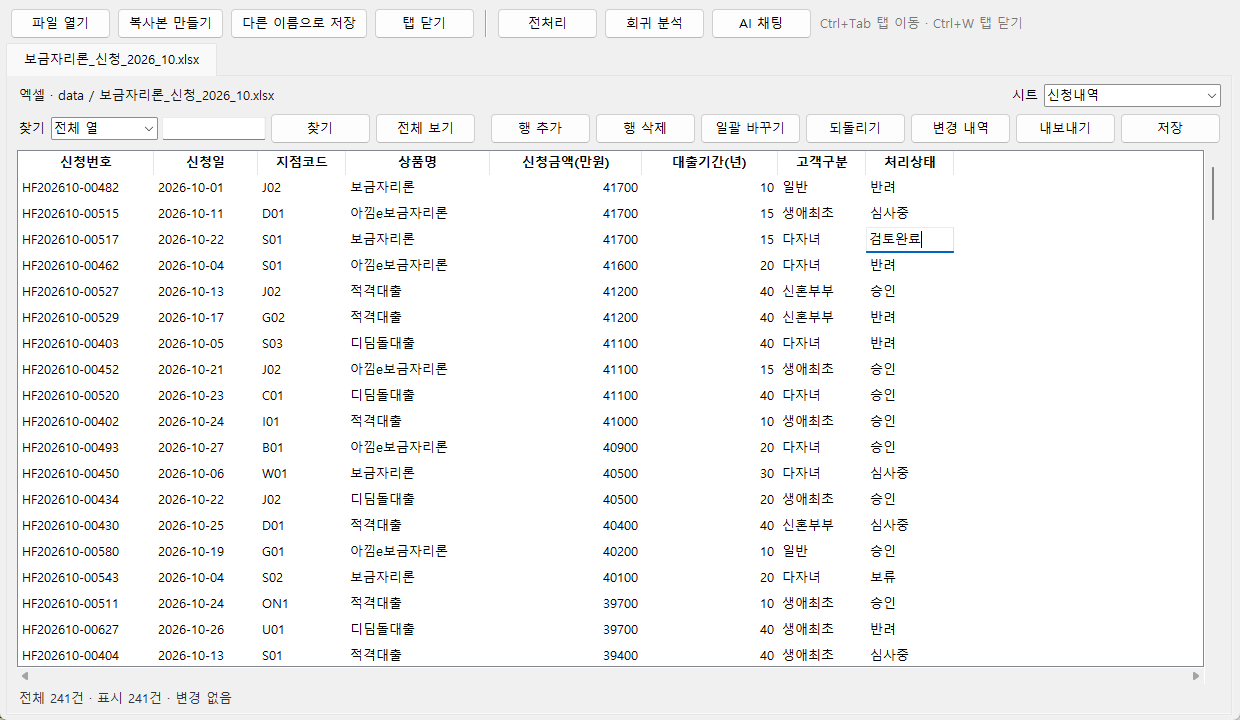 파일 열기 복사본 만들기 다른 이름으로 저장 탭 닫기 전처리 회귀 분석 AI 채팅 Ctrl+Tab 탭 이동 · Ctrl+W 탭 닫기
보금자리론_신청_2026_10.xlsx
엑셀 · data / 보금자리론_신청_2026_10.xlsx 시트 신청내역
찾기 전체 열 찾기 전체 보기 행 추가 행 삭제 일괄 바꾸기 되돌리기 변경 내역 내보내기 저장
신청번호 신청일 지점코드 상품명 신청금액(만원) 대출기간(년) 고객구분 처리상태
HF202610-00482 2026-10-01 J02 보금자리론 41700 10 일반 반려
HF202610-00515 2026-10-11 D01 아낌e보금자리론 41700 15 생애최초 심사중
HF202610-00517 2026-10-22 S01 보금자리론 41700 15 다자녀 검토완료
HF202610-00462 2026-10-04 S01 아낌e보금자리론 41600 20 다자녀 반려
HF202610-00527 2026-10-13 J02 적격대출 41200 40 신혼부부 승인
HF202610-00529 2026-10-17 G02 적격대출 41200 40 신혼부부 반려
HF202610-00403 2026-10-05 S03 디딤돌대출 41100 40 다자녀 반려
HF202610-00452 2026-10-21 J02 아낌e보금자리론 41100 15 생애최초 승인
HF202610-00520 2026-10-23 C01 디딤돌대출 41100 40 다자녀 승인
HF202610-00402 2026-10-24 I01 적격대출 41000 10 생애최초 승인
HF202610-00493 2026-10-27 B01 아낌e보금자리론 40900 20 다자녀 승인
HF202610-00450 2026-10-06 W01 보금자리론 40500 30 다자녀 심사중
HF202610-00434 2026-10-22 J02 디딤돌대출 40500 20 생애최초 승인
HF202610-00430 2026-10-25 D01 적격대출 40400 40 신혼부부 심사중
HF202610-00580 2026-10-19 G01 아낌e보금자리론 40200 10 일반 승인
HF202610-00543 2026-10-04 S02 보금자리론 40100 20 다자녀 보류
HF202610-00511 2026-10-24 ON1 적격대출 39700 10 생애최초 승인
HF202610-00627 2026-10-26 U01 디딤돌대출 39700 40 생애최초 반려
HF202610-00404 2026-10-13 S01 적격대출 39400 40 생애최초 심사중
전체 241건 · 표시 241건 · 변경 없음